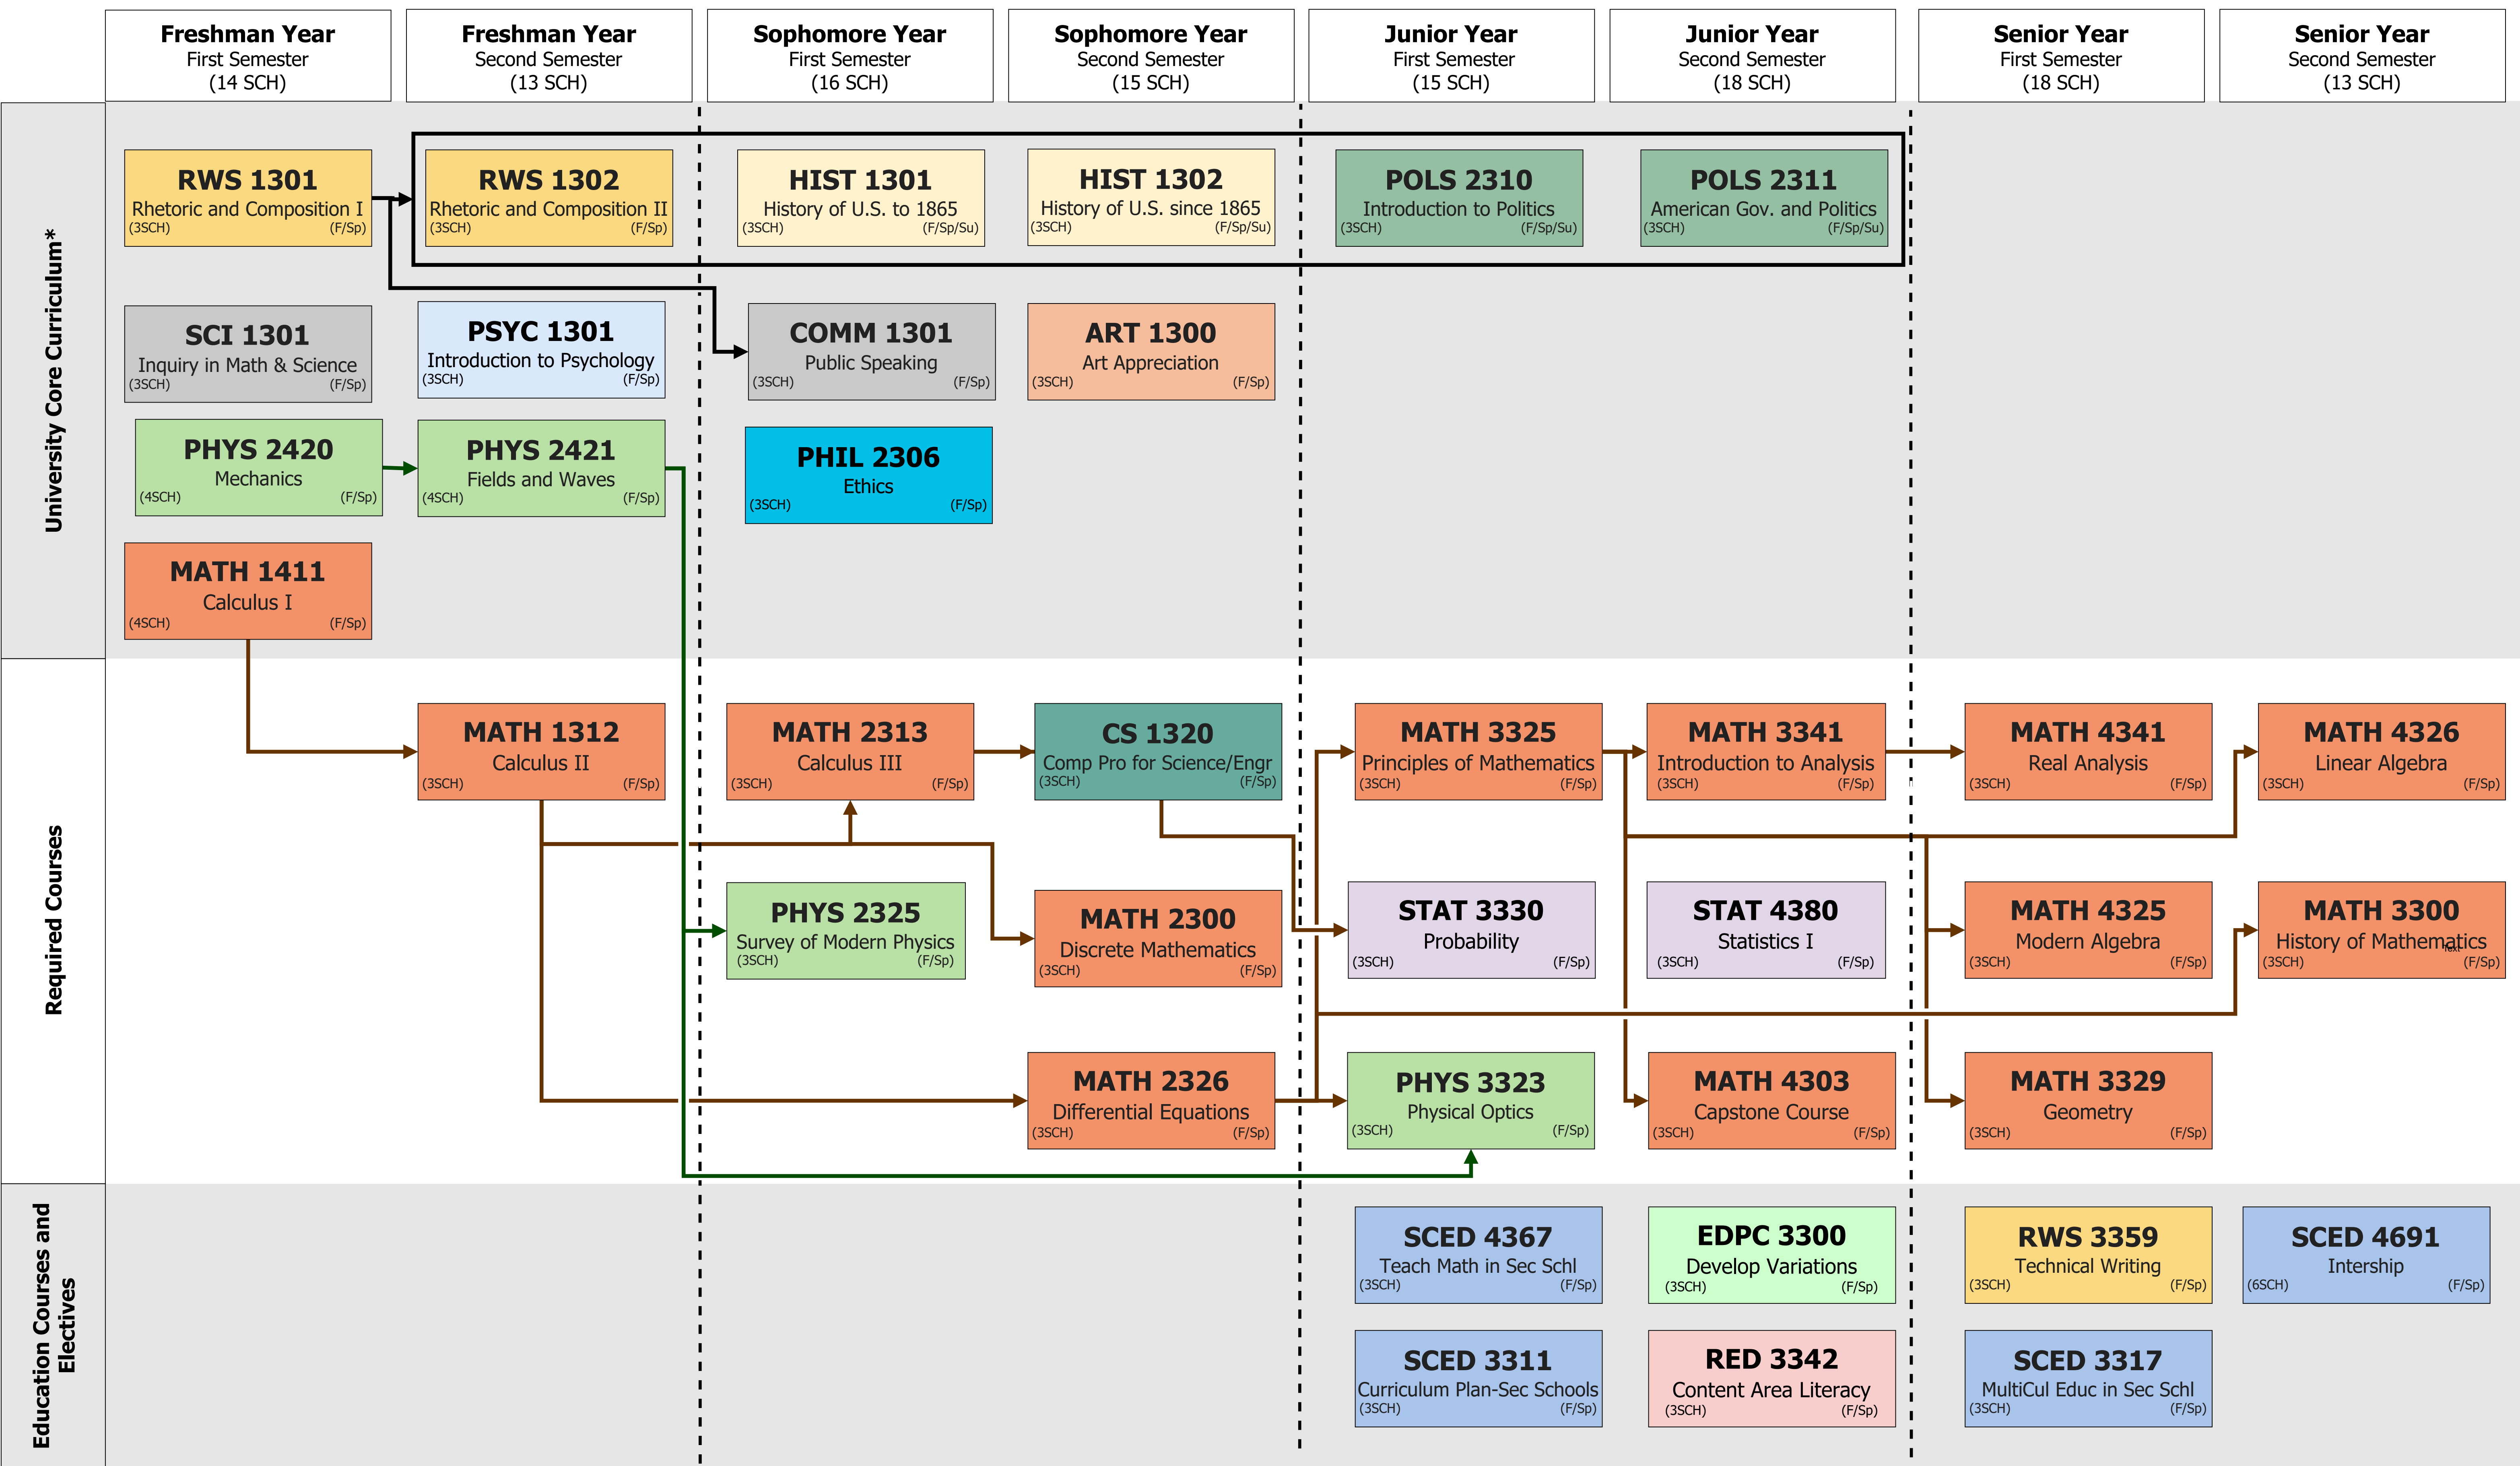 Freshman Year
First Semester
(14 SCH)
Freshman Year
Second Semester
(13 SCH)
Sophomore Year
First Semester
(16 SCH)
Sophomore Year
Second Semester
(15 SCH)
Junior Year
First Semester
(15 SCH)
Junior Year
Second Semester
(18 SCH)
Senior Year
First Semester
(18 SCH)
Senior Year
Second Semester
(13 SCH)
University Core Curriculum*
RWS 1301
Rhetoric and Composition I
(3SCH) (F/Sp)
RWS 1302
Rhetoric and Composition II
(3SCH) (F/Sp)
HIST 1301
History of U.S. to 1865
(3SCH) (F/Sp/Su)
HIST 1302
History of U.S. since 1865
(3SCH) (F/Sp/Su)
POLS 2310
Introduction to Politics
(3SCH) (F/Sp/Su)
POLS 2311
American Gov. and Politics
(3SCH) (F/Sp/Su)
SCI 1301
Inquiry in Math & Science
(3SCH) (F/Sp)
PSYC 1301
Introduction to Psychology
(3SCH) (F/Sp)
COMM 1301
Public Speaking
(3SCH) (F/Sp)
ART 1300
Art Appreciation
(3SCH) (F/Sp)
PHYS 2420
Mechanics
(4SCH) (F/Sp)
PHYS 2421
Fields and Waves
(4SCH) (F/Sp)
PHIL 2306
Ethics
(3SCH) (F/Sp)
MATH 1411
Calculus I
(4SCH) (F/Sp)
Required Courses
MATH 1312
Calculus II
(3SCH) (F/Sp)
MATH 2313
Calculus III
(3SCH) (F/Sp)
CS 1320
Comp Pro for Science/Engr
(3SCH) (F/Sp)
MATH 3325
Principles of Mathematics
(3SCH) (F/Sp)
MATH 3341
Introduction to Analysis
(3SCH) (F/Sp)
MATH 4341
Real Analysis
(3SCH) (F/Sp)
MATH 4326
Linear Algebra
(3SCH) (F/Sp)
PHYS 2325
Survey of Modern Physics
(3SCH) (F/Sp)
MATH 2300
Discrete Mathematics
(3SCH) (F/Sp)
STAT 3330
Probability
(3SCH) (F/Sp)
STAT 4380
Statistics I
(3SCH) (F/Sp)
MATH 4325
Modern Algebra
(3SCH) (F/Sp)
MATH 3300
History of Mathematics
Text
(3SCH) (F/Sp)
MATH 2326
Differential Equations
(3SCH) (F/Sp)
PHYS 3323
Physical Optics
(3SCH) (F/Sp)
MATH 4303
Capstone Course
(3SCH) (F/Sp)
MATH 3329
Geometry
(3SCH) (F/Sp)
Education Courses and
Electives
SCED 4367
Teach Math in Sec Schl
(3SCH) (F/Sp)
EDPC 3300
Develop Variations
(3SCH) (F/Sp)
RWS 3359
Technical Writing
(3SCH) (F/Sp)
SCED 4691
Intership
(6SCH) (F/Sp)
SCED 3311
Curriculum Plan-Sec Schools
(3SCH) (F/Sp)
RED 3342
Content Area Literacy
(3SCH) (F/Sp)
SCED 3317
MultiCul Educ in Sec Schl
(3SCH) (F/Sp)